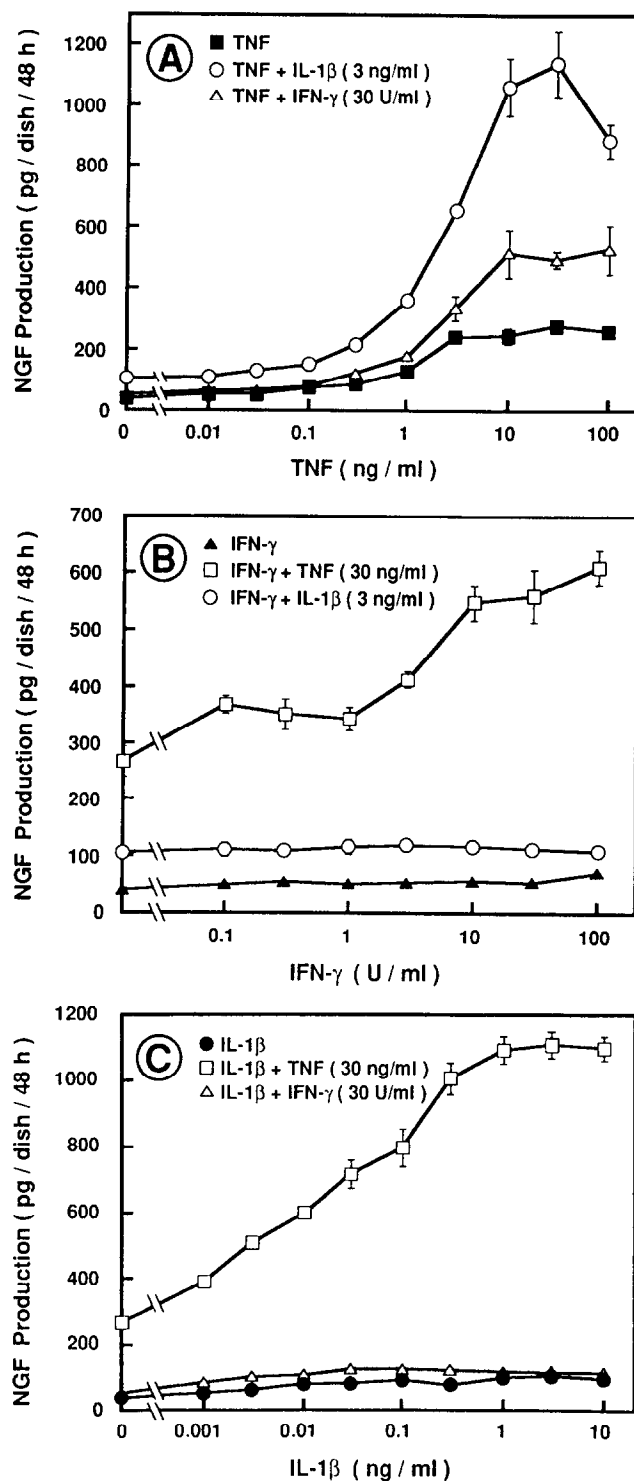 A
TNF
TNF + IL-1β ( 3 ng/ml )
TNF + IFN-γ ( 30 U/ml )
NGF Production ( pg / dish / 48 h )
1200
1000
800
600
400
200
0
0 0.01 0.1 1 10 100
TNF ( ng / ml )
B
IFN-γ
IFN-γ + TNF ( 30 ng/ml )
IFN-γ + IL-1β ( 3 ng/ml )
NGF Production ( pg / dish / 48 h )
700
600
500
400
300
200
100
0
0.1 1 10 100
IFN-γ ( U / ml )
C
IL-1β
IL-1β + TNF ( 30 ng/ml )
IL-1β + IFN-γ ( 30 U/ml )
NGF Production ( pg / dish / 48 h )
1200
1000
800
600
400
200
0
0 0.001 0.01 0.1 1 10
IL-1β ( ng / ml )